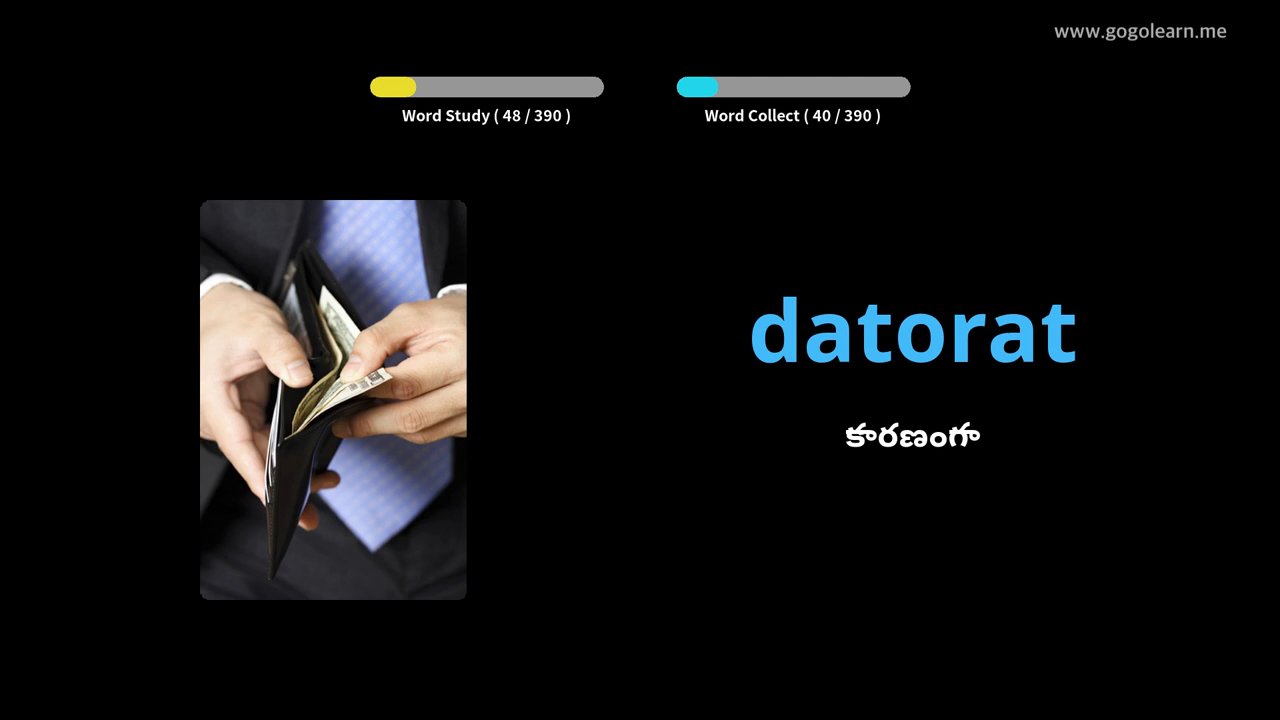 www.gogolearn.me
Word Study ( 48 / 390 )
Word Collect ( 40 / 390 )
datorat
కారణంగా